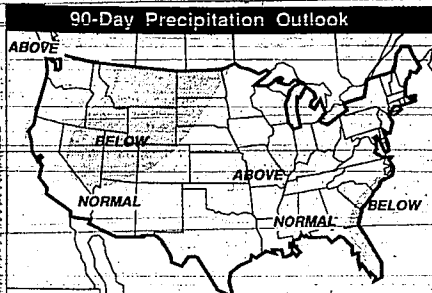 90-Day Precipitation Outlook
ABOVE
BELOW
ABOVE
NORMAL
BELOW
NORMAL